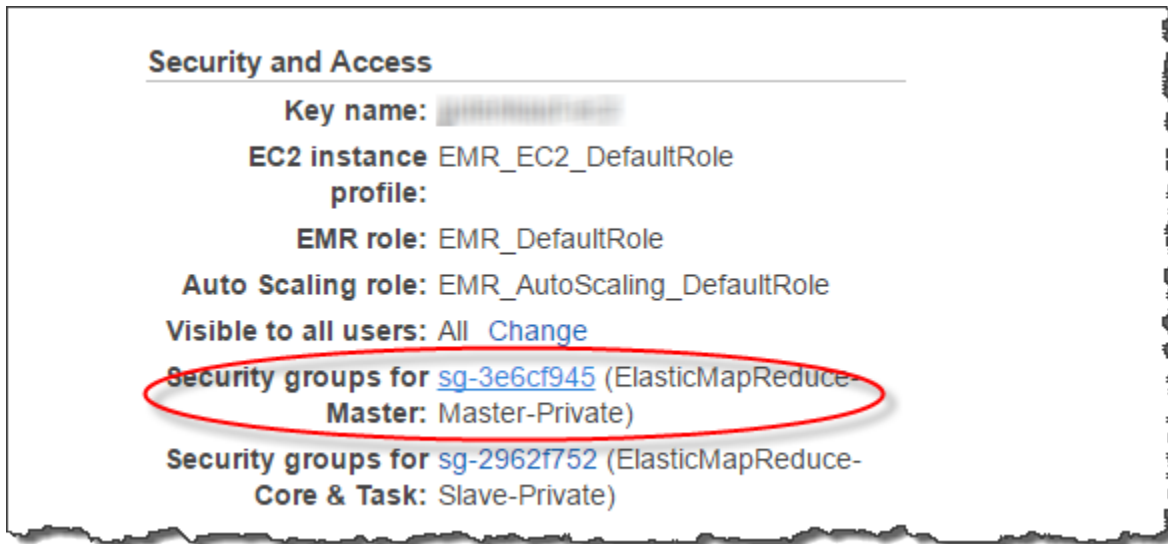 Security and Access
Key name:
EC2 instance EMR_EC2_DefaultRole
profile:
EMR role: EMR_DefaultRole
Auto Scaling role: EMR_AutoScaling_DefaultRole
Visible to all users: All Change
Security groups for sg-3e6cf945 (ElasticMapReduce-
Master: Master-Private)
Security groups for sg-2962f752 (ElasticMapReduce-
Core & Task: Slave-Private)